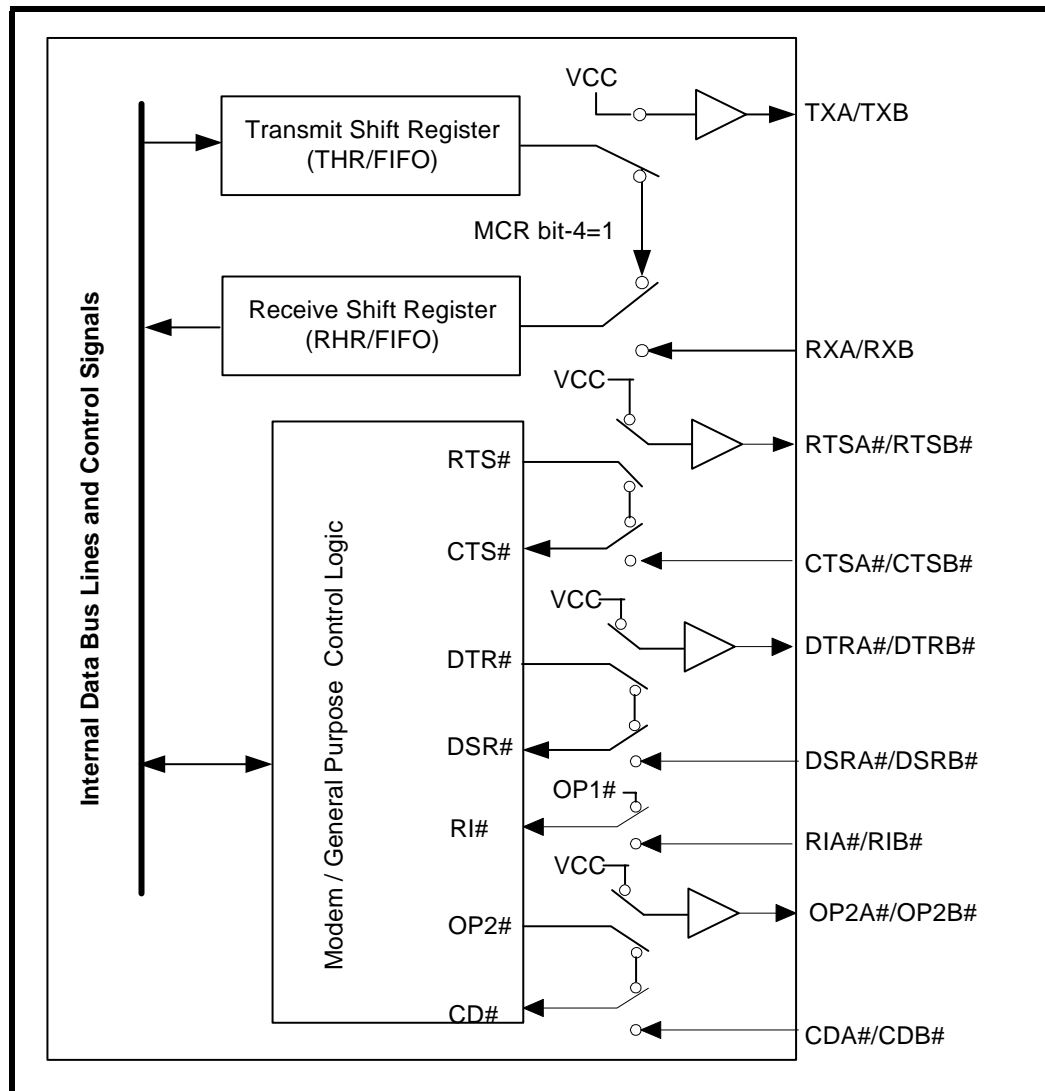 VCC
TXA/TXB
Transmit Shift Register
(THR/FIFO)
MCR bit-4=1
Receive Shift Register
(RHR/FIFO)
RXA/RXB
Internal Data Bus Lines and Control Signals
VCC
RTSA#/RTSB#
RTS#
CTS#
CTSA#/CTSB#
Modem / General Purpose Control Logic
VCC
DTRA#/DTRB#
DTR#
DSR#
DSRA#/DSRB#
OP1#
RI#
RIA#/RIB#
VCC
OP2A#/OP2B#
OP2#
CD#
CDA#/CDB#